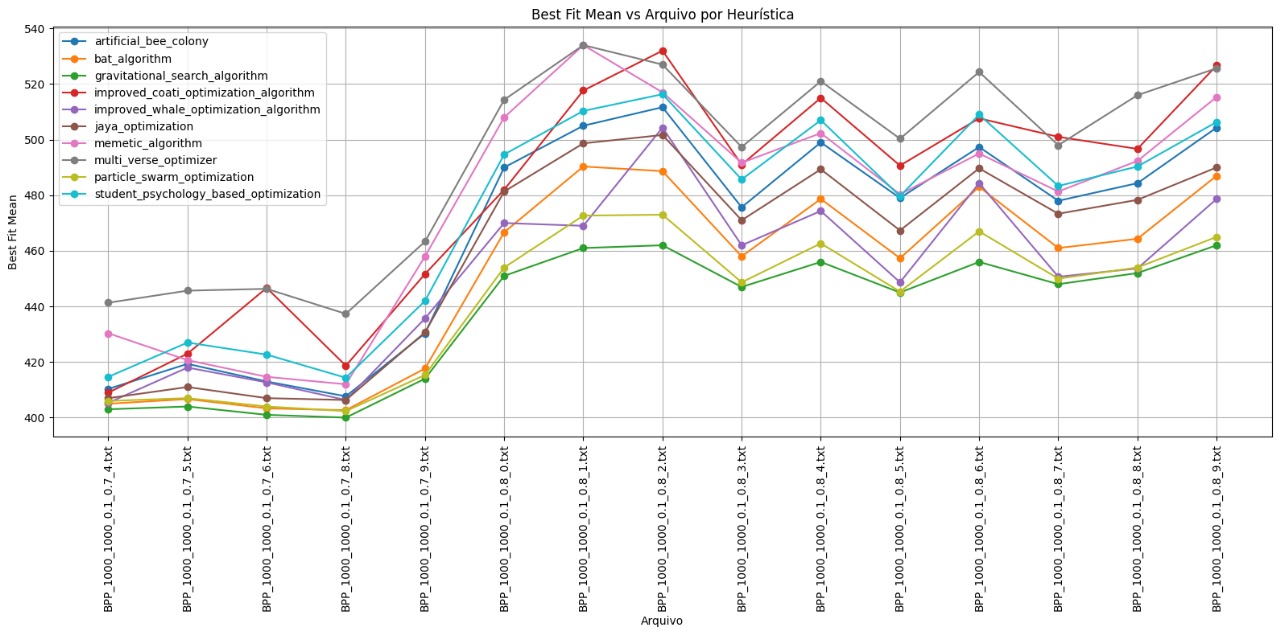 Best Fit Mean vs Arquivo por Heurística
artificial_bee_colony
bat_algorithm
gravitational_search_algorithm
improved_coati_optimization_algorithm
improved_whale_optimization_algorithm
jaya_optimization
memetic_algorithm
multi_verse_optimizer
particle_swarm_optimization
student_psychology_based_optimization
Best Fit Mean
540
520
500
480
460
440
420
400
BPP_1000_1000_0.1_0.7_4.txt
BPP_1000_1000_0.1_0.7_5.txt
BPP_1000_1000_0.1_0.7_6.txt
BPP_1000_1000_0.1_0.7_8.txt
BPP_1000_1000_0.1_0.7_9.txt
BPP_1000_1000_0.1_0.8_0.txt
BPP_1000_1000_0.1_0.8_1.txt
BPP_1000_1000_0.1_0.8_2.txt
BPP_1000_1000_0.1_0.8_3.txt
BPP_1000_1000_0.1_0.8_4.txt
BPP_1000_1000_0.1_0.8_5.txt
BPP_1000_1000_0.1_0.8_6.txt
BPP_1000_1000_0.1_0.8_7.txt
BPP_1000_1000_0.1_0.8_8.txt
BPP_1000_1000_0.1_0.8_9.txt
Arquivo